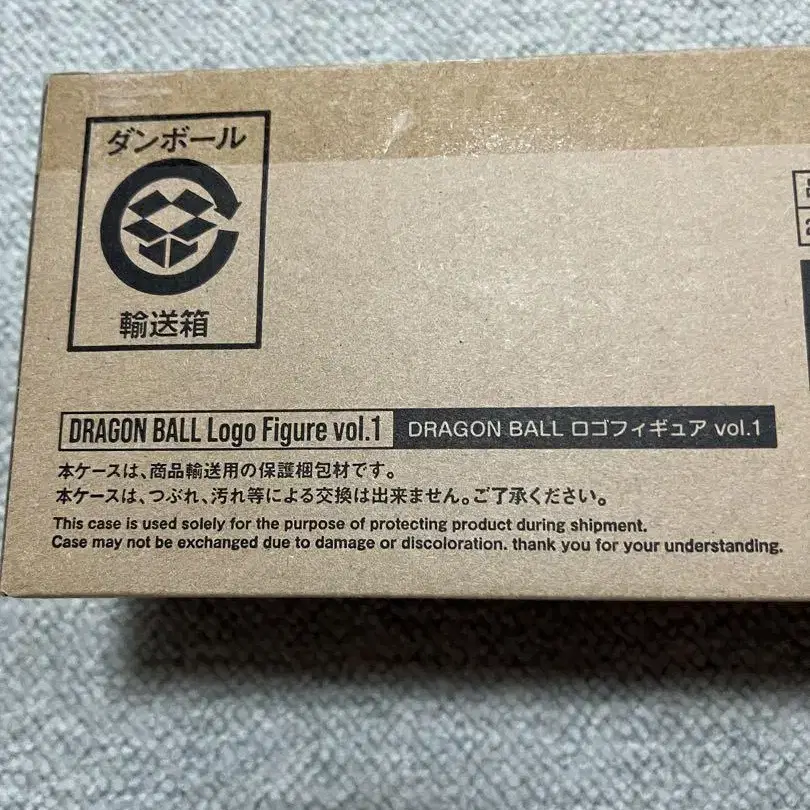 ダンボール
輸送箱
DRAGON BALL Logo Figure vol.1
DRAGON BALL ロゴフィギュア vol.1
本ケースは、商品輸送用の保護梱包材です。
本ケースは、つぶれ、汚れ等による交換は出来ません。ご了承ください。
This case is used solely for the purpose of protecting product during shipment.
Case may not be exchanged due to damage or discoloration. thank you for your understanding.